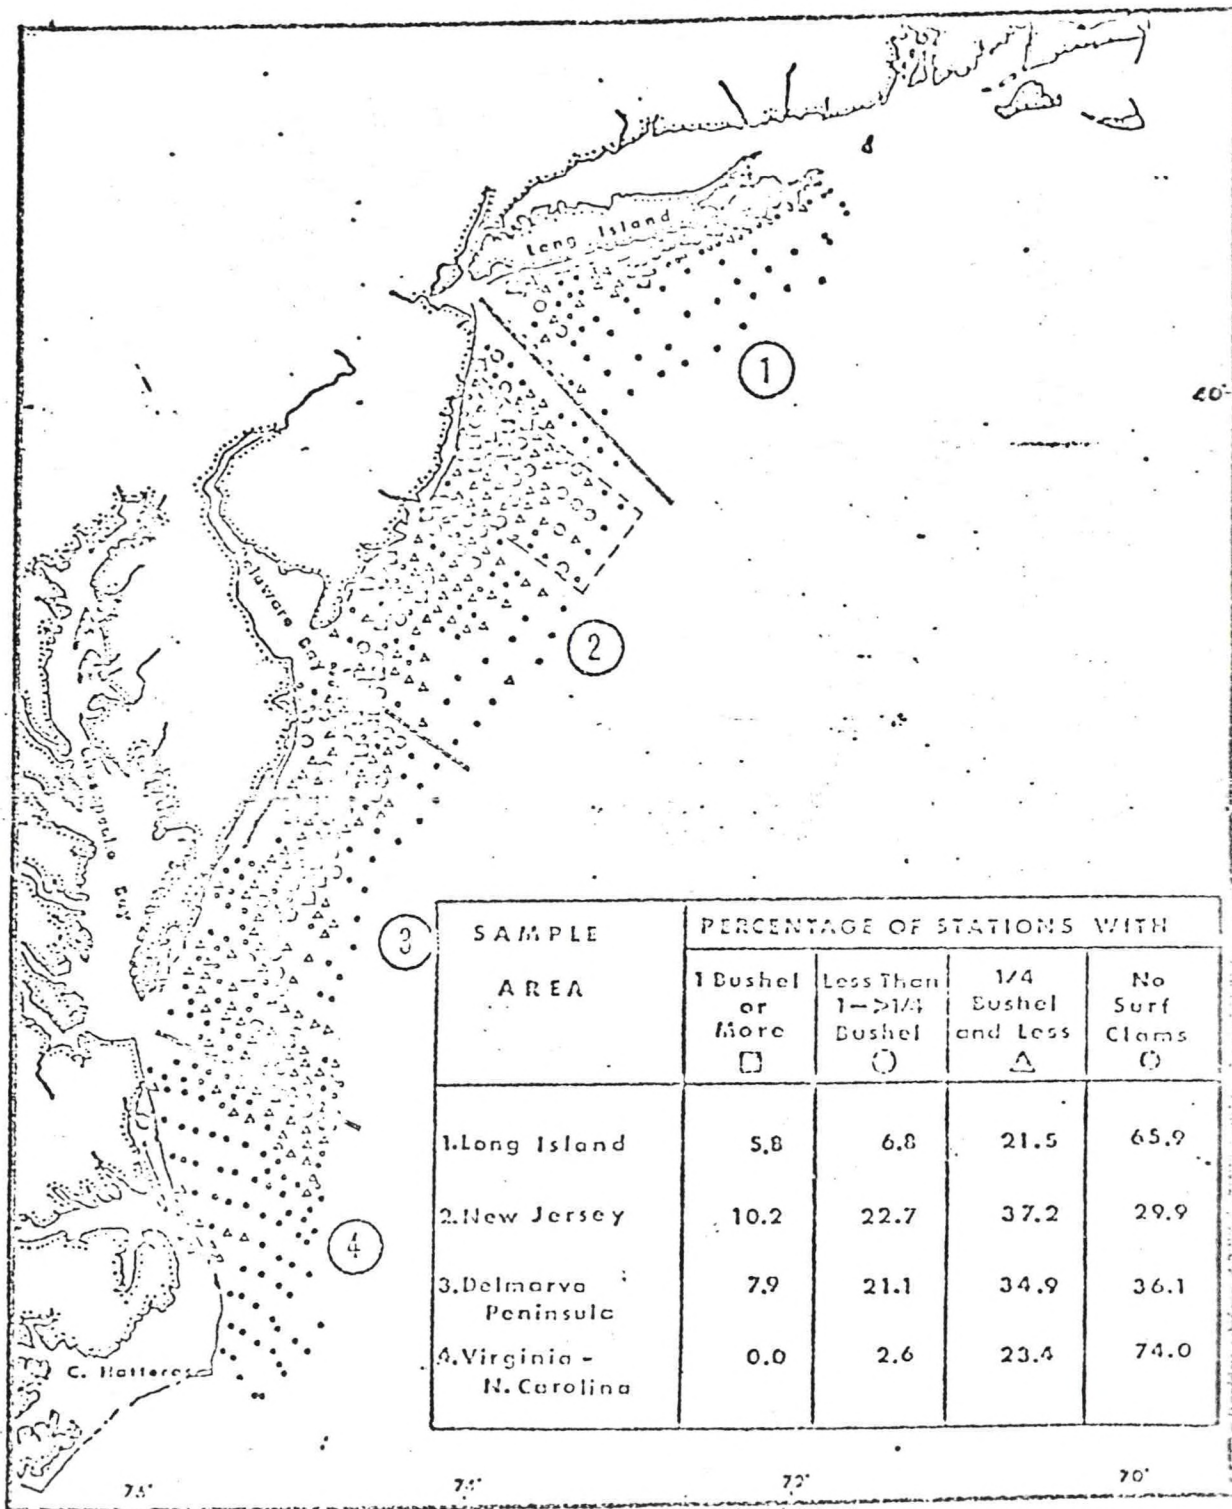 Long Island
1
40°
2
3
4
C. Hatteras
76°
74°
72°
70°
SAMPLE AREA
PERCENTAGE OF STATIONS WITH
1 Bushel or More □
Less Than 1->1/4 Bushel ○
1/4 Bushel and Less △
No Surf Clams ○
1. Long Island 5.8 6.8 21.5 65.9
2. New Jersey 10.2 22.7 37.2 29.9
3. Delmarva Peninsula 7.9 21.1 34.9 36.1
4. Virginia - N. Carolina 0.0 2.6 23.4 74.0